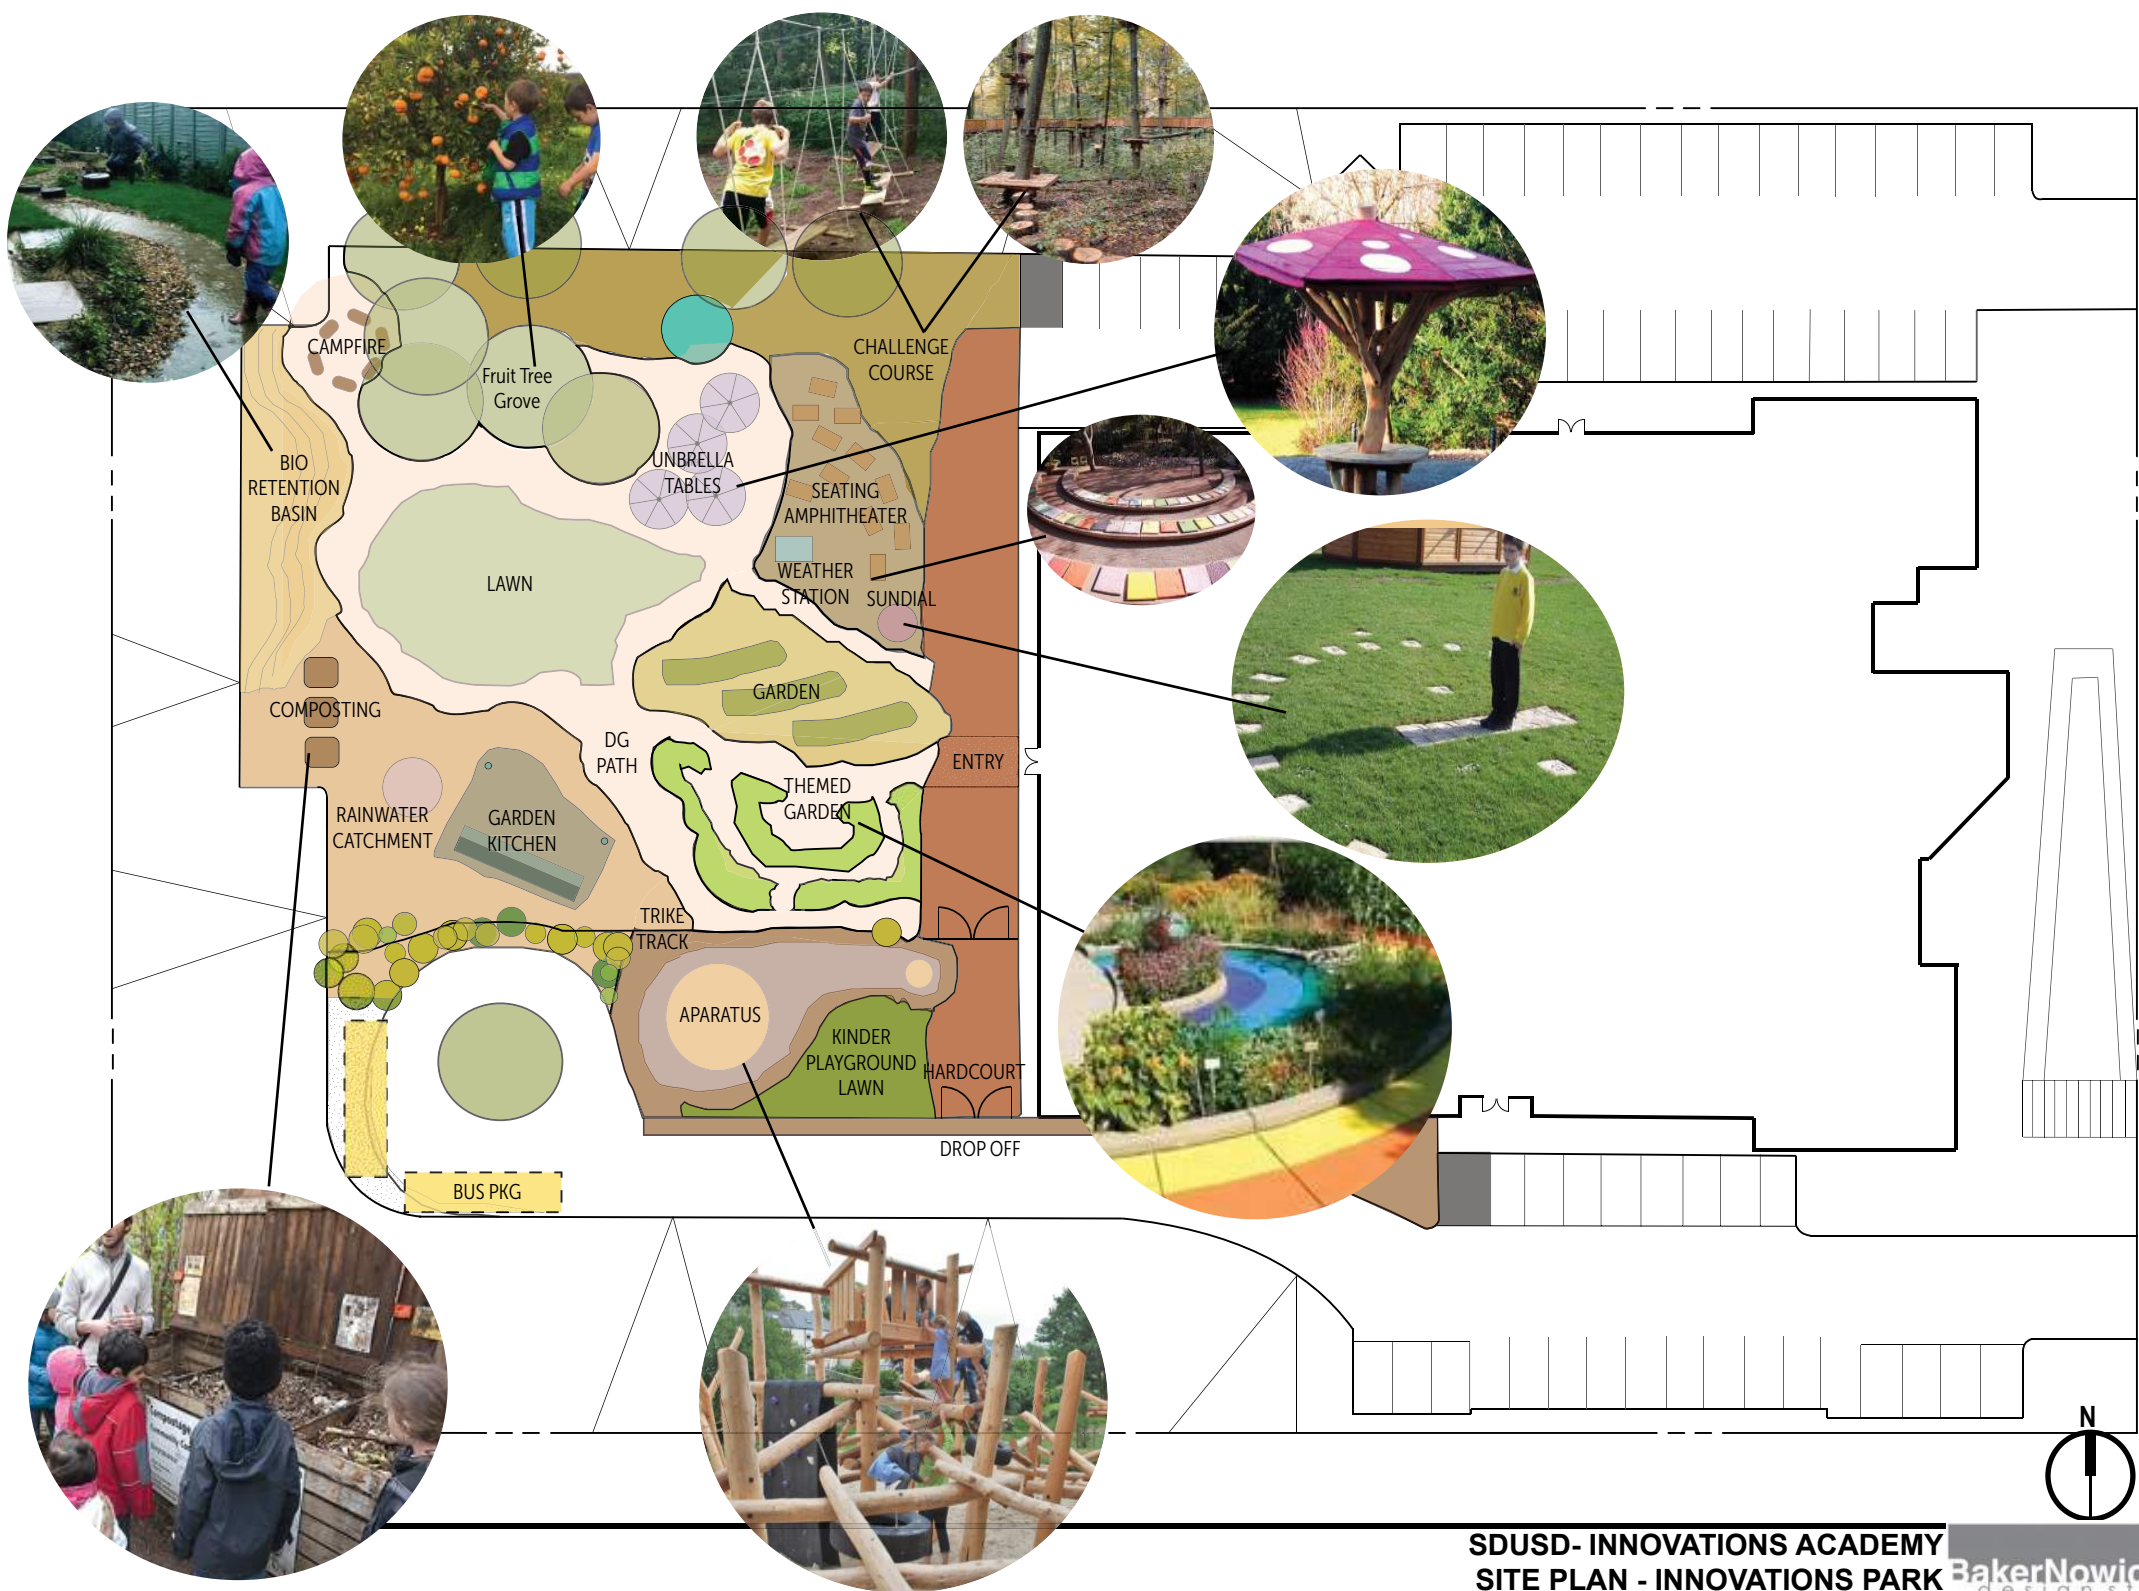 CAMPFIRE
Fruit Tree
Grove
CHALLENGE
COURSE
BIO
RETENTION
BASIN
UNBRELLA
TABLES
SEATING
AMPHITHEATER
LAWN
WEATHER
STATION
SUNDIAL
COMPOSTING
GARDEN
DG
PATH
ENTRY
THEMED
GARDEN
RAINWATER
CATCHMENT
GARDEN
KITCHEN
TRIKE
TRACK
APARATUS
KINDER
PLAYGROUND
LAWN
HARDCOURT
DROP OFF
BUS PKG
N
SDUSD- INNOVATIONS ACADEMY
SITE PLAN - INNOVATIONS PARK